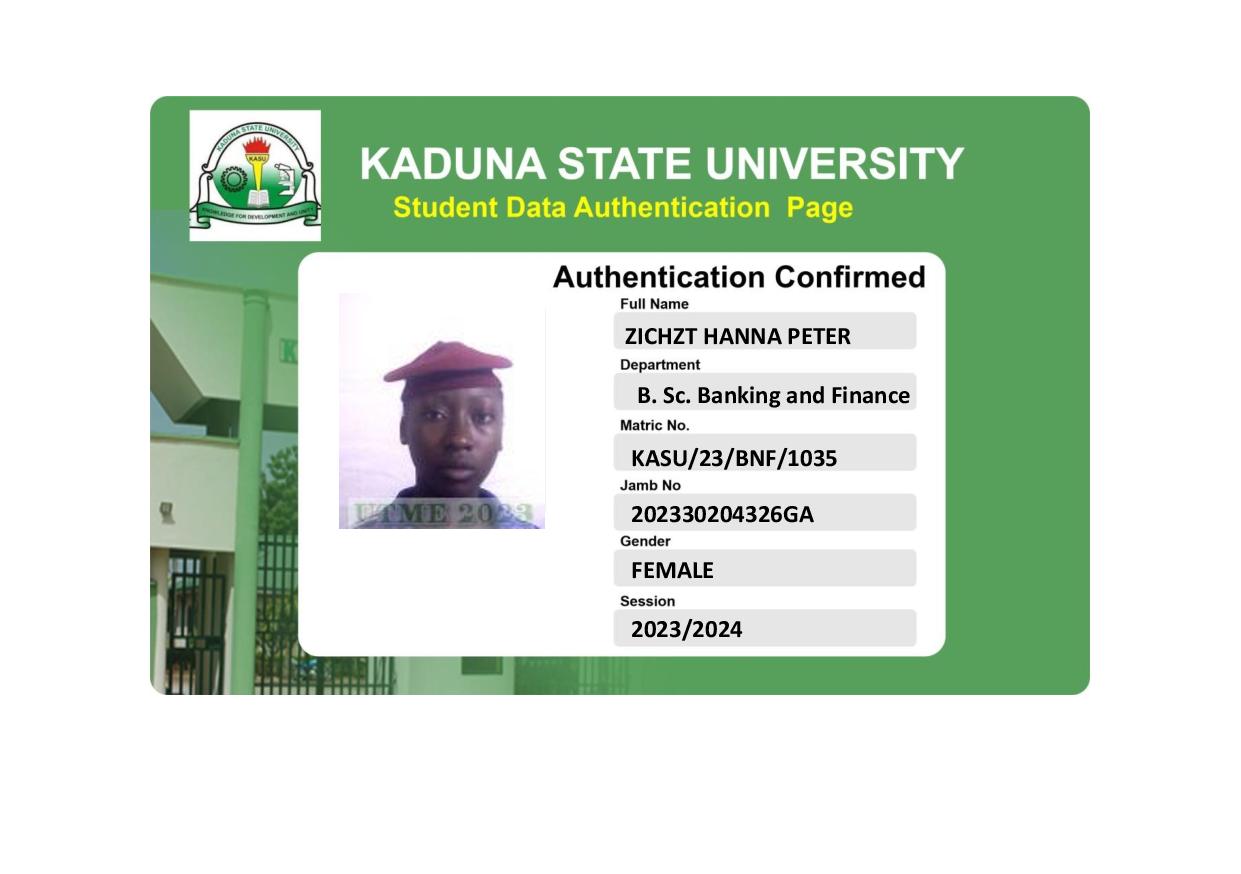 KADUNA STATE UNIVERSITY
KASU
KNOWLEDGE FOR DEVELOPMENT AND UNITY
KADUNA STATE UNIVERSITY
Student Data Authentication Page
Authentication Confirmed
Full Name
ZICHZT HANNA PETER
Department
B. Sc. Banking and Finance
Matric No.
KASU/23/BNF/1035
Jamb No
202330204326GA
Gender
FEMALE
Session
2023/2024
UTME 2023
K